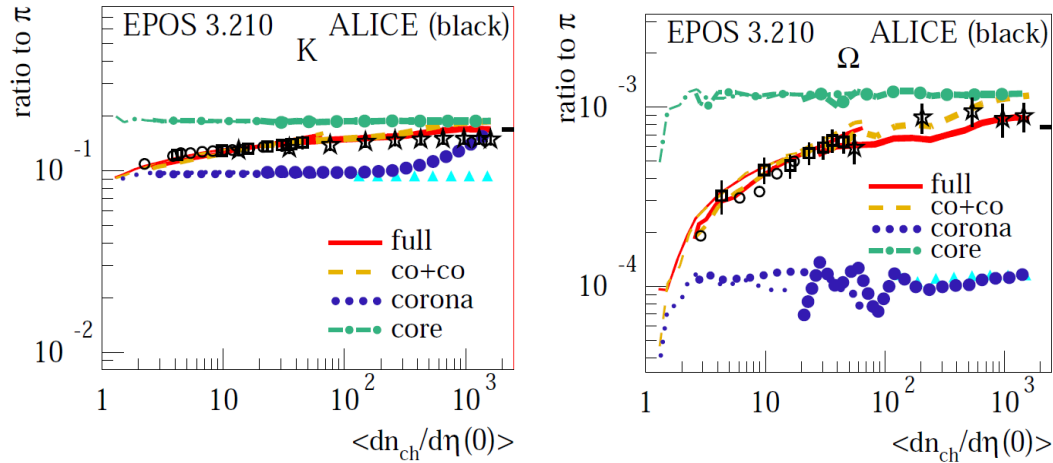 EPOS 3.210 ALICE (black)
K
ratio to π
10 -1
10 -2
full
co+co
corona
core
1 10 10 2 10 3
<dn ch /dη(0)>
EPOS 3.210 ALICE (black)
Ω
ratio to π
10 -3
10 -4
full
co+co
corona
core
1 10 10 2 10 3
<dn ch /dη(0)>